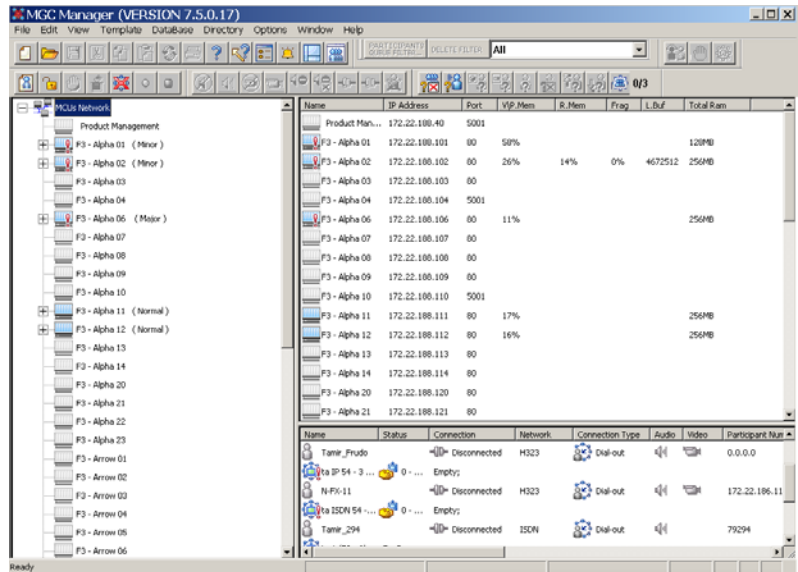 MGC Manager (VERSION 7.5.0.17)
File Edit View Template DataBase Directory Options Window Help
PARTICIPANTS QUEUE FILTER... DELETE FILTER All
0/3
MCUs Network
Product Management
F3 - Alpha 01 ( Minor )
F3 - Alpha 02 ( Minor )
F3 - Alpha 03
F3 - Alpha 04
F3 - Alpha 06 ( Major )
F3 - Alpha 07
F3 - Alpha 08
F3 - Alpha 09
F3 - Alpha 10
F3 - Alpha 11 ( Normal )
F3 - Alpha 12 ( Normal )
F3 - Alpha 13
F3 - Alpha 14
F3 - Alpha 20
F3 - Alpha 21
F3 - Alpha 22
F3 - Alpha 23
F3 - Arrow 01
F3 - Arrow 02
F3 - Arrow 03
F3 - Arrow 04
F3 - Arrow 05
F3 - Arrow 06
Name IP Address Port V\P.Mem R.Mem Frag L.Buf Total Ram
Product Man... 172.22.188.40 5001
F3 - Alpha 01 172.22.188.101 80 58% 128MB
F3 - Alpha 02 172.22.188.102 80 26% 14% 0% 4672512 256MB
F3 - Alpha 03 172.22.188.103 80
F3 - Alpha 04 172.22.188.104 5001
F3 - Alpha 06 172.22.188.106 80 11% 256MB
F3 - Alpha 07 172.22.188.107 80
F3 - Alpha 08 172.22.188.108 80
F3 - Alpha 09 172.22.188.109 80
F3 - Alpha 10 172.22.188.110 5001
F3 - Alpha 11 172.22.188.111 80 17% 256MB
F3 - Alpha 12 172.22.188.112 80 16% 256MB
F3 - Alpha 13 172.22.188.113 80
F3 - Alpha 14 172.22.188.114 80
F3 - Alpha 20 172.22.188.120 80
F3 - Alpha 21 172.22.188.121 80
Name Status Connection Network Connection Type Audio Video Participant Num
Tamir_Frudo Disconnected H323 Dial-out 0.0.0.0
ta IP 54 - 3 ... 0 - ... Empty;
N-FX-11 Disconnected H323 Dial-out 172.22.186.11
ta ISDN 54 -... 0 - ... Empty;
Tamir_294 Disconnected ISDN Dial-out 79294
Ready